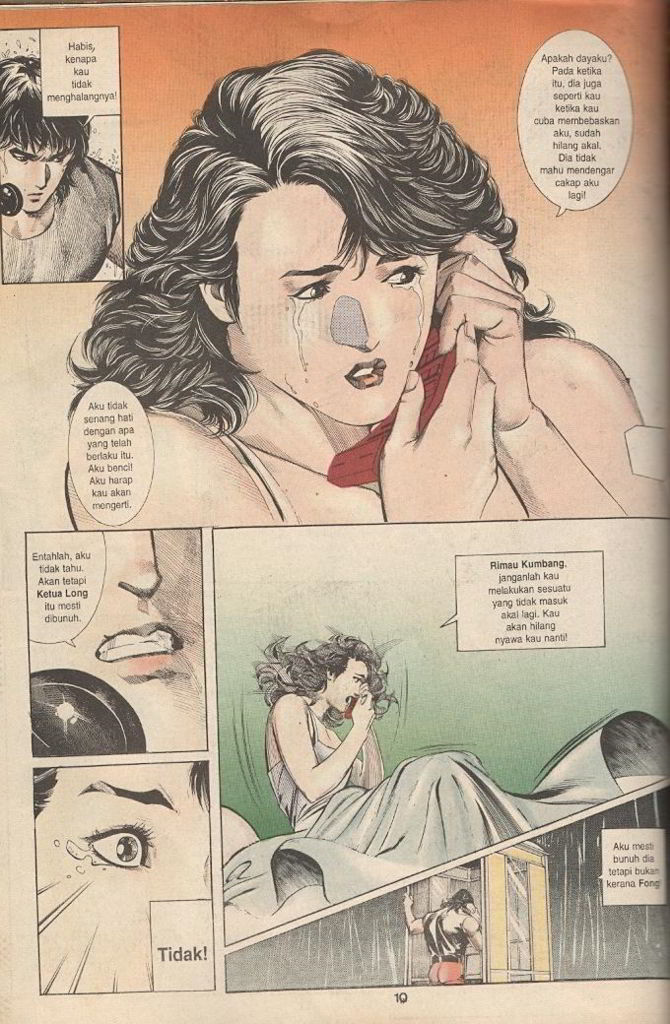 Habis,
kenapa
kau
tidak
menghalangnya!
Apakah dayaku?
Pada ketika
itu, dia juga
seperti kau
ketika kau
cuba membebaskan
aku, sudah
hilang akal.
Dia tidak
mahu mendengar
cakap aku
lagi!
Aku tidak
senang hati
dengan apa
yang telah
berlaku itu.
Aku benci!
Aku harap
kau akan
mengerti.
Entahlah, aku
tidak tahu.
Akan tetapi
Ketua Long
itu mesti
dibunuh.
Rimau Kumbang,
janganlah kau
melakukan sesuatu
yang tidak masuk
akal lagi. Kau
akan hilang
nyawa kau nanti!
Tidak!
Aku mesti
bunuh dia
tetapi bukan
kerana Fong
10